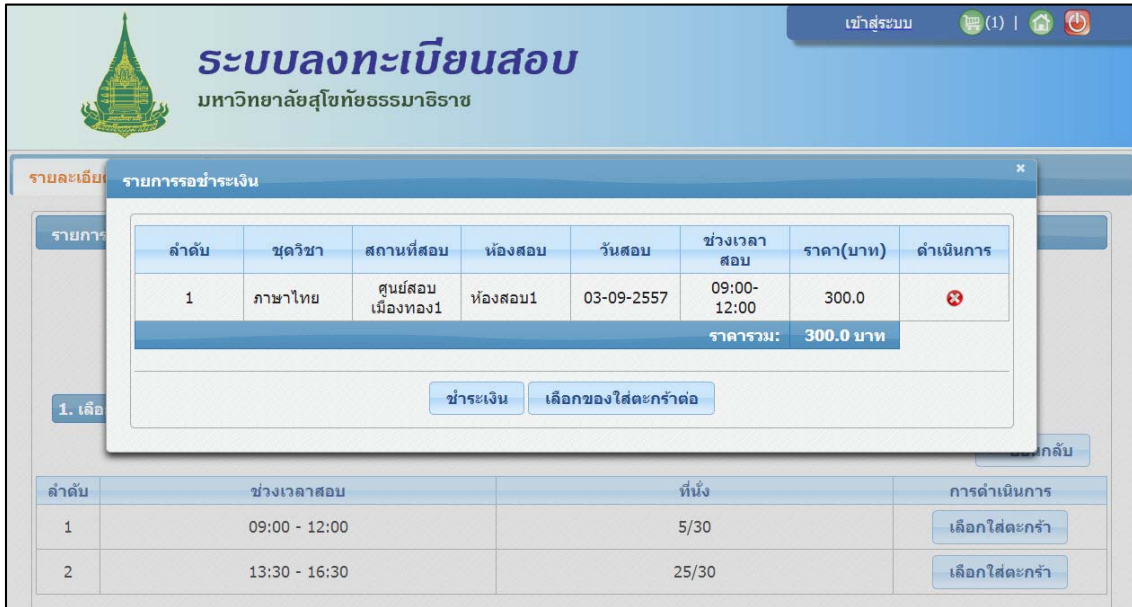 เข้าสู่ระบบ (1) |
ระบบลงทะเบียนสอบ
มหาวิทยาลัยสุโขทัยธรรมาธิราช
รายละเอีย
รายการรอชำระเงิน
รายการ
ลำดับ ชุดวิชา สถานที่สอบ ห้องสอบ วันสอบ ช่วงเวลา ราคา(บาท) ดำเนินการ
สอบ
1 ภาษาไทย ศูนย์สอบ ห้องสอบ1 03-09-2557 09:00- 300.0
เมืองทอง1 12:00
ราคารวม: 300.0 บาท
ชำระเงิน เลือกของใส่ตะกร้าต่อ
1. เลือ
กลับ
ลำดับ ช่วงเวลาสอบ ที่นั่ง การดำเนินการ
1 09:00 - 12:00 5/30 เลือกใส่ตะกร้า
2 13:30 - 16:30 25/30 เลือกใส่ตะกร้า